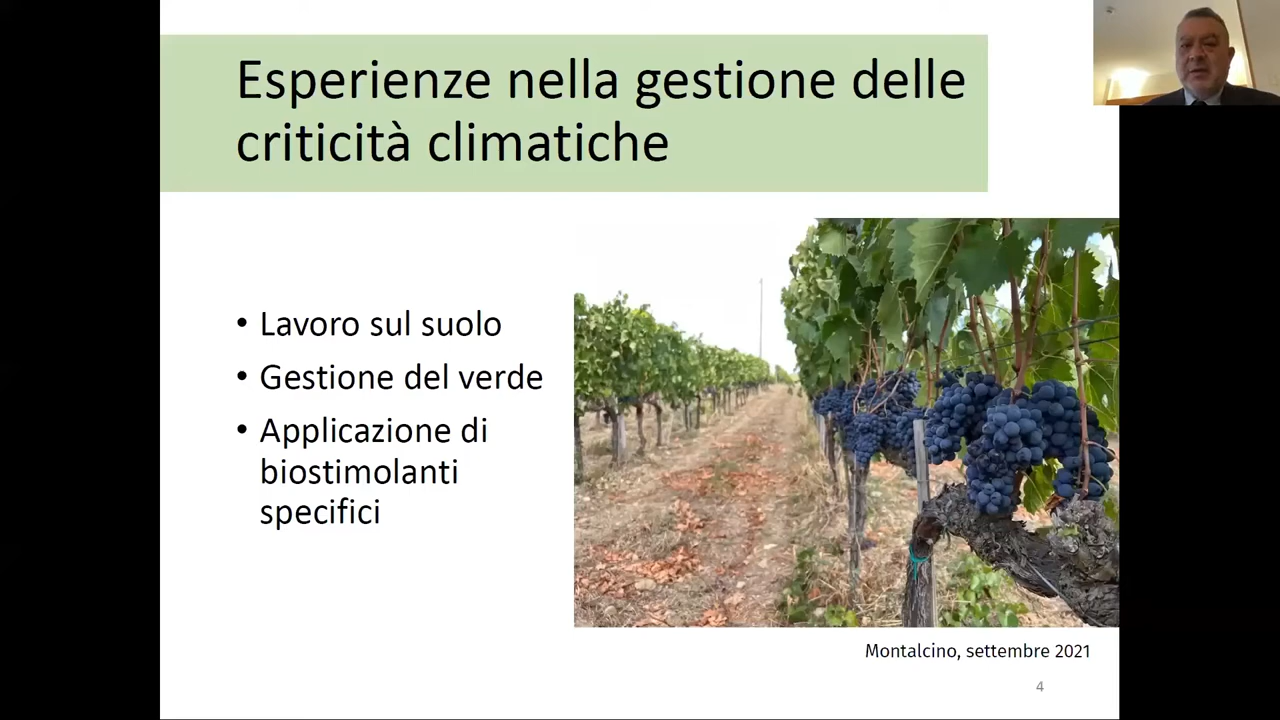 Esperienze nella gestione delle
criticità climatiche
• Lavoro sul suolo
• Gestione del verde
• Applicazione di
biostimolanti
specifici
Montalcino, settembre 2021
4